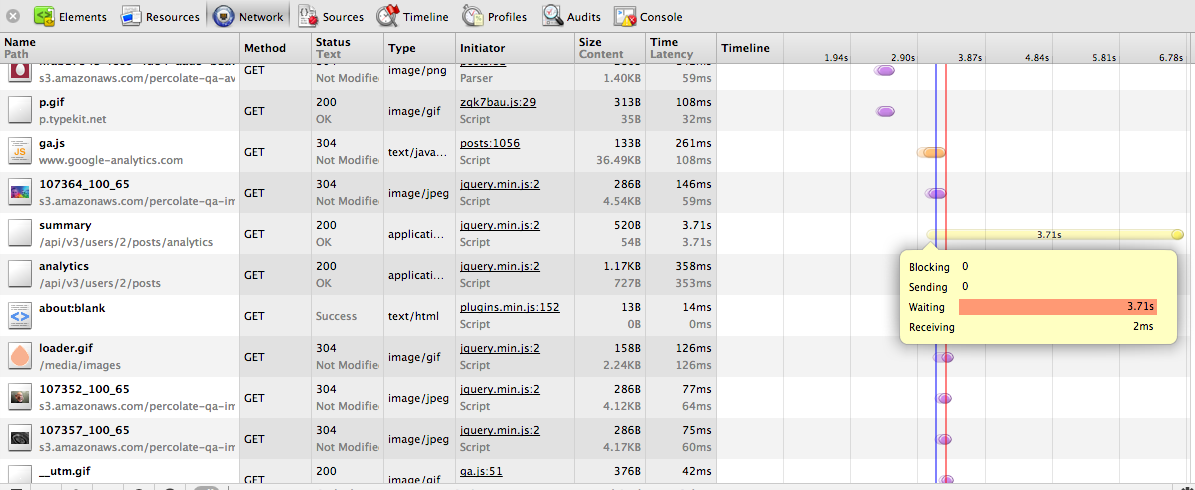 Elements Resources Network Sources Timeline Profiles Audits Console
Name Path Method Status Text Type Initiator Size Content Time Latency Timeline 1.94s 2.90s 3.87s 4.84s 5.81s 6.78s
s3.amazonaws.com/percolate-qa-av GET Not Modifie image/png Parser 1.40KB 59ms
p.gif GET 200 image/gif zqk7bau.js:29 313B 108ms
p.typekit.net OK Script 35B 32ms
ga.js GET 304 text/java... posts:1056 133B 261ms
www.google-analytics.com Not Modifie Script 36.49KB 108ms
107364_100_65 GET 304 image/jpeg jquery.min.js:2 286B 146ms
s3.amazonaws.com/percolate-qa-im Not Modifie Script 4.54KB 59ms
summary GET 200 applicati... jquery.min.js:2 520B 3.71s 3.71s
/api/v3/users/2/posts/analytics OK Script 54B 3.71s
analytics GET 200 applicati... jquery.min.js:2 1.17KB 358ms
/api/v3/users/2/posts OK Script 727B 353ms
about:blank GET Success text/html plugins.min.js:152 13B 14ms
Script 0B 0ms
Blocking 0
Sending 0
Waiting 3.71s
Receiving 2ms
loader.gif GET 304 image/gif jquery.min.js:2 158B 126ms
/media/images Not Modifie Script 2.24KB 126ms
107352_100_65 GET 304 image/jpeg jquery.min.js:2 286B 77ms
s3.amazonaws.com/percolate-qa-im Not Modifie Script 4.12KB 64ms
107357_100_65 GET 304 image/jpeg jquery.min.js:2 286B 75ms
s3.amazonaws.com/percolate-qa-im Not Modifie Script 4.17KB 60ms
__utm.gif GET 200 image/gif ga.js:51 376B 42ms